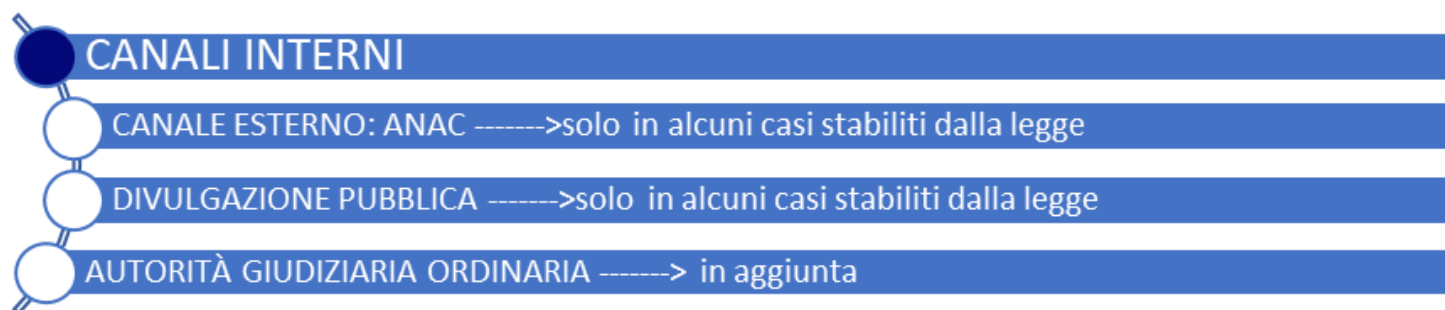 CANALI INTERNI
CANALE ESTERNO: ANAC ------->solo in alcuni casi stabiliti dalla legge
DIVULGAZIONE PUBBLICA ------->solo in alcuni casi stabiliti dalla legge
AUTORITÀ GIUDIZIARIA ORDINARIA -------> in aggiunta